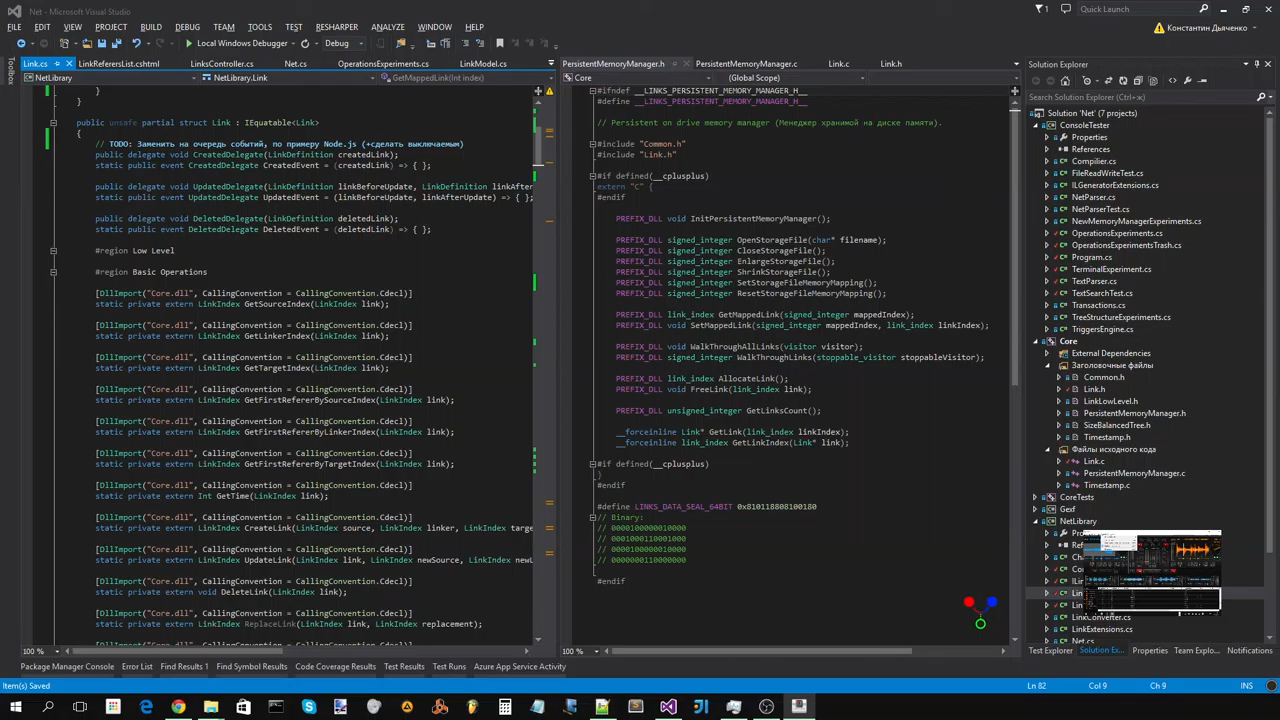 Net - Microsoft Visual Studio
1
Quick Launch (Ctrl+Q)
FILE EDIT VIEW PROJECT BUILD DEBUG TEAM TOOLS TEST RESHARPER ANALYZE WINDOW HELP
Константин Дьяченко
Local Windows Debugger Debug
Toolbox
Link.cs LinkReferersList.cshtml LinksController.cs Net.cs OperationsExperiments.cs LinkModel.cs
NetLibrary NetLibrary.Link GetMappedLink(Int index)
}
}
public unsafe partial struct Link : IEquatable<Link>
{
// TODO: Заменить на очередь событий, по примеру Node.js (+сделать выключаемым)
public delegate void CreatedDelegate(LinkDefinition createdLink);
static public event CreatedDelegate CreatedEvent = (createdLink) => { };
public delegate void UpdatedDelegate(LinkDefinition linkBeforeUpdate, LinkDefinition linkAfter
static public event UpdatedDelegate UpdatedEvent = (linkBeforeUpdate, linkAfterUpdate) => { };
public delegate void DeletedDelegate(LinkDefinition deletedLink);
static public event DeletedDelegate DeletedEvent = (deletedLink) => { };
#region Low Level
#region Basic Operations
[DllImport("Core.dll", CallingConvention = CallingConvention.Cdecl)]
static private extern LinkIndex GetSourceIndex(LinkIndex link);
[DllImport("Core.dll", CallingConvention = CallingConvention.Cdecl)]
static private extern LinkIndex GetLinkerIndex(LinkIndex link);
[DllImport("Core.dll", CallingConvention = CallingConvention.Cdecl)]
static private extern LinkIndex GetTargetIndex(LinkIndex link);
[DllImport("Core.dll", CallingConvention = CallingConvention.Cdecl)]
static private extern LinkIndex GetFirstRefererBySourceIndex(LinkIndex link);
[DllImport("Core.dll", CallingConvention = CallingConvention.Cdecl)]
static private extern LinkIndex GetFirstRefererByLinkerIndex(LinkIndex link);
[DllImport("Core.dll", CallingConvention = CallingConvention.Cdecl)]
static private extern LinkIndex GetFirstRefererByTargetIndex(LinkIndex link);
[DllImport("Core.dll", CallingConvention = CallingConvention.Cdecl)]
static private extern Int GetTime(LinkIndex link);
[DllImport("Core.dll", CallingConvention = CallingConvention.Cdecl)]
static private extern LinkIndex CreateLink(LinkIndex source, LinkIndex linker, LinkIndex targe
[DllImport("Core.dll", CallingConvention = CallingConvention.Cdecl)]
static private extern LinkIndex UpdateLink(LinkIndex link, LinkIndex newSource, LinkIndex newL
[DllImport("Core.dll", CallingConvention = CallingConvention.Cdecl)]
static private extern void DeleteLink(LinkIndex link);
[DllImport("Core.dll", CallingConvention = CallingConvention.Cdecl)]
static private extern LinkIndex ReplaceLink(LinkIndex link, LinkIndex replacement);
[DllImport("Core.dll", CallingConvention = CallingConvention.Cdecl)]
100 %
PersistentMemoryManager.h PersistentMemoryManager.c Link.c Link.h
Core (Global Scope)
#ifndef __LINKS_PERSISTENT_MEMORY_MANAGER_H__
#define __LINKS_PERSISTENT_MEMORY_MANAGER_H__
// Persistent on drive memory manager (Менеджер хранимой на диске памяти).
#include "Common.h"
#include "Link.h"
#if defined(__cplusplus)
extern "C" {
#endif
PREFIX_DLL void InitPersistentMemoryManager();
PREFIX_DLL signed_integer OpenStorageFile(char* filename);
PREFIX_DLL signed_integer CloseStorageFile();
PREFIX_DLL signed_integer EnlargeStorageFile();
PREFIX_DLL signed_integer ShrinkStorageFile();
PREFIX_DLL signed_integer SetStorageFileMemoryMapping();
PREFIX_DLL signed_integer ResetStorageFileMemoryMapping();
PREFIX_DLL link_index GetMappedLink(signed_integer mappedIndex);
PREFIX_DLL void SetMappedLink(signed_integer mappedIndex, link_index linkIndex);
PREFIX_DLL void WalkThroughAllLinks(visitor visitor);
PREFIX_DLL signed_integer WalkThroughLinks(stoppable_visitor stoppableVisitor);
PREFIX_DLL link_index AllocateLink();
PREFIX_DLL void FreeLink(link_index link);
PREFIX_DLL unsigned_integer GetLinksCount();
__forceinline Link* GetLink(link_index linkIndex);
__forceinline link_index GetLinkIndex(Link* link);
#if defined(__cplusplus)
}
#endif
#define LINKS_DATA_SEAL_64BIT 0x810118808100180
// Binary:
// 0000100000010000
// 0001000110001000
// 0000100000010000
// 0000000110000000
#endif
100 %
Solution Explorer
Search Solution Explorer (Ctrl+ж)
Solution 'Net' (7 projects)
ConsoleTester
Properties
References
Compilier.cs
FileReadWriteTest.cs
ILGeneratorExtensions.cs
NetParser.cs
NetParserTest.cs
NewMemoryManagerExperiments.cs
OperationsExperiments.cs
OperationsExperimentsTrash.cs
Program.cs
TerminalExperiment.cs
TextParser.cs
TextSearchTest.cs
Transactions.cs
TreeStructureExperiments.cs
TriggersEngine.cs
Core
External Dependencies
Заголовочные файлы
Common.h
Link.h
LinkLowLevel.h
PersistentMemoryManager.h
SizeBalancedTree.h
Timestamp.h
Файлы исходного кода
Link.c
PersistentMemoryManager.c
Timestamp.c
CoreTests
Gexf
NetLibrary
LinkConverter.cs
LinkExtensions.cs
Net.cs
Test Explorer Solution Ex... Properties Team Explo... Notifications
Package Manager Console Error List Find Results 1 Find Symbol Results Code Coverage Results Test Results Test Runs Azure App Service Activity
Item(s) Saved Ln 82 Col 9 Ch 9 INS